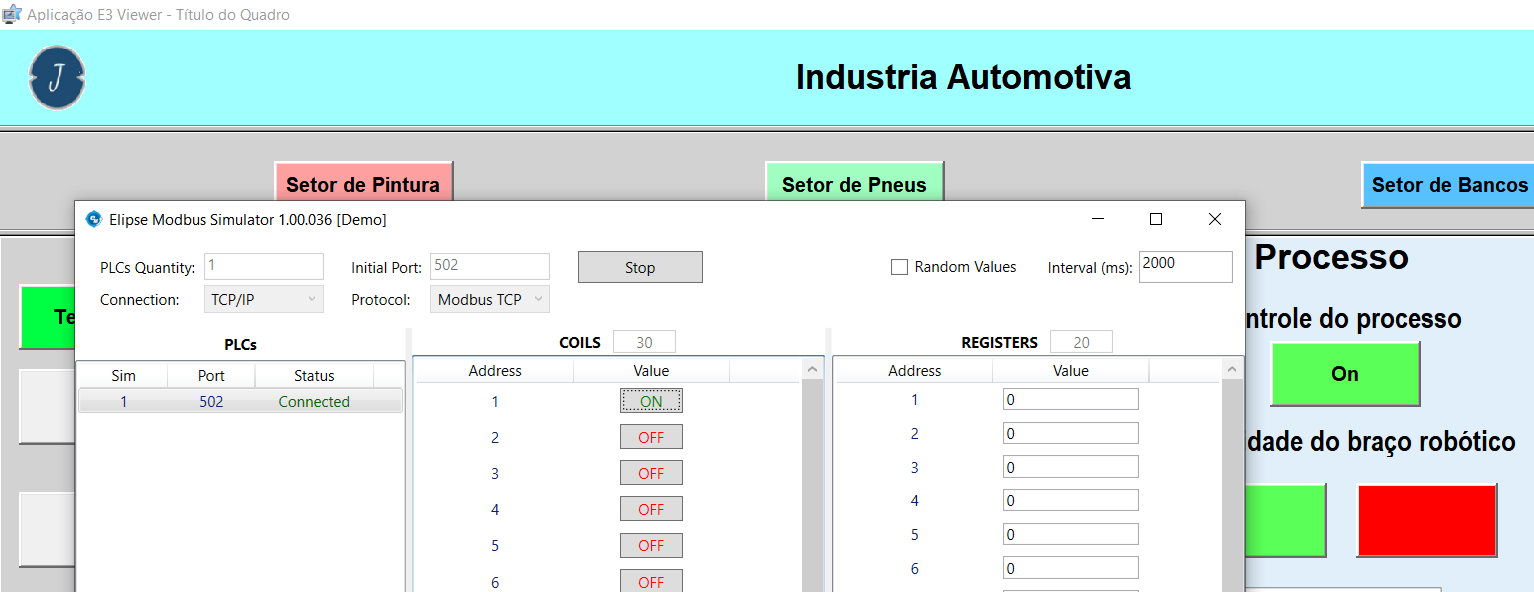 Aplicação E3 Viewer - Título do Quadro
J
Industria Automotiva
Setor de Pintura
Setor de Pneus
Setor de Bancos
Elipse Modbus Simulator 1.00.036 [Demo]
PLCs Quantity: 1
Initial Port: 502
Stop
Random Values
Interval (ms): 2000
Connection: TCP/IP
Protocol: Modbus TCP
PLCs
Sim Port Status
1 502 Connected
COILS 30
Address Value
1 ON
2 OFF
3 OFF
4 OFF
5 OFF
6 OFF
REGISTERS 20
Address Value
1 0
2 0
3 0
4 0
5 0
6 0
Te
Processo
ntrole do processo
On
dade do braço robótico